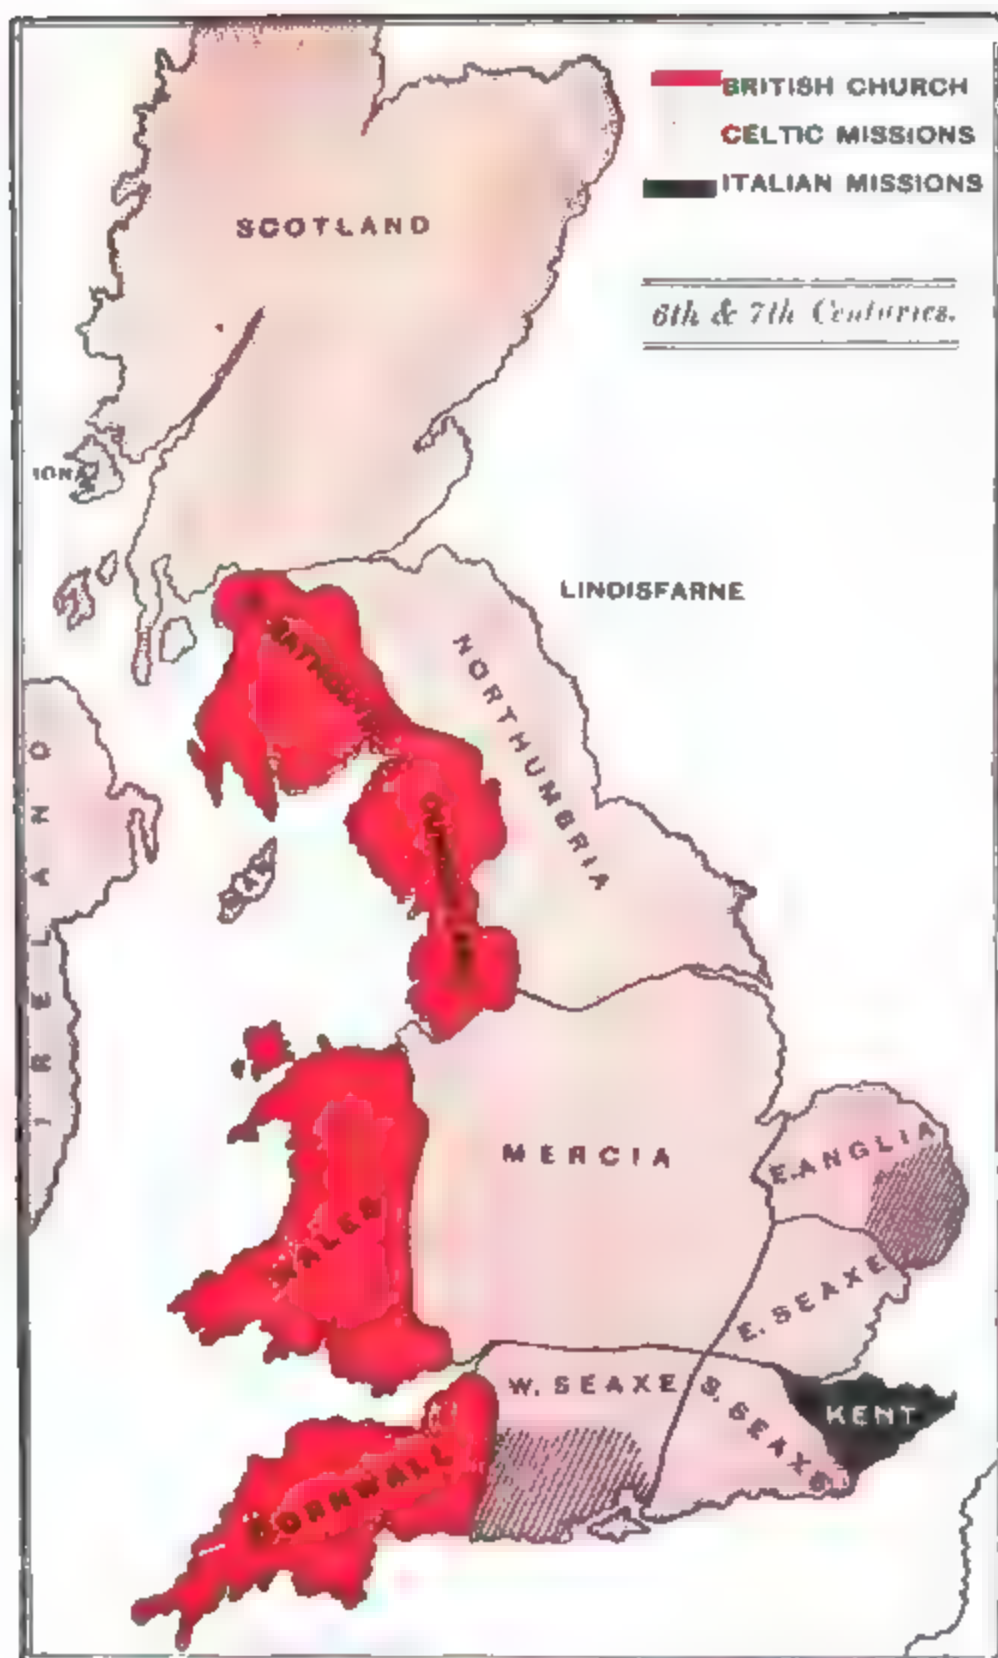 BRITISH CHURCH
CELTIC MISSIONS
ITALIAN MISSIONS
6th & 7th Centuries.
SCOTLAND
IONA
LINDISFARNE
NORTHUMBRIA
IRELAND
MERCIA
E. ANGLIA
WALES
E. SEAXE
W. SEAXE
S. SEAXE
KENT
CORNWALL